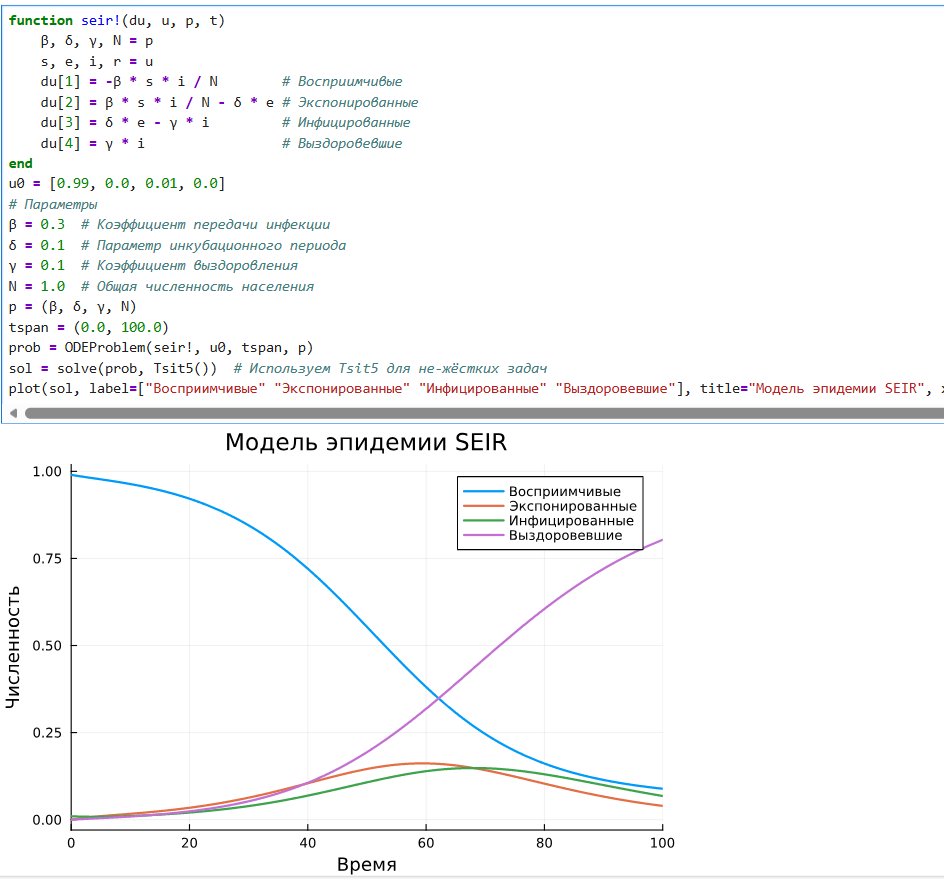 function seir!(du, u, p, t)
    β, δ, γ, N = p
    s, e, i, r = u
    du[1] = -β * s * i / N        # Восприимчивые
    du[2] = β * s * i / N - δ * e # Экспонированные
    du[3] = δ * e - γ * i         # Инфицированные
    du[4] = γ * i                 # Выздоровевшие
end
u0 = [0.99, 0.0, 0.01, 0.0]
# Параметры
β = 0.3  # Коэффициент передачи инфекции
δ = 0.1  # Параметр инкубационного периода
γ = 0.1  # Коэффициент выздоровления
N = 1.0  # Общая численность населения
p = (β, δ, γ, N)
tspan = (0.0, 100.0)
prob = ODEProblem(seir!, u0, tspan, p)
sol = solve(prob, Tsit5())  # Используем Tsit5 для не-жёстких задач
plot(sol, label=["Восприимчивые" "Экспонированные" "Инфицированные" "Выздоровевшие"], title="Модель эпидемии SEIR",
Модель эпидемии SEIR
1.00
0.75
0.50
0.25
0.00
Численность
Восприимчивые
Экспонированные
Инфицированные
Выздоровевшие
0 20 40 60 80 100
Время